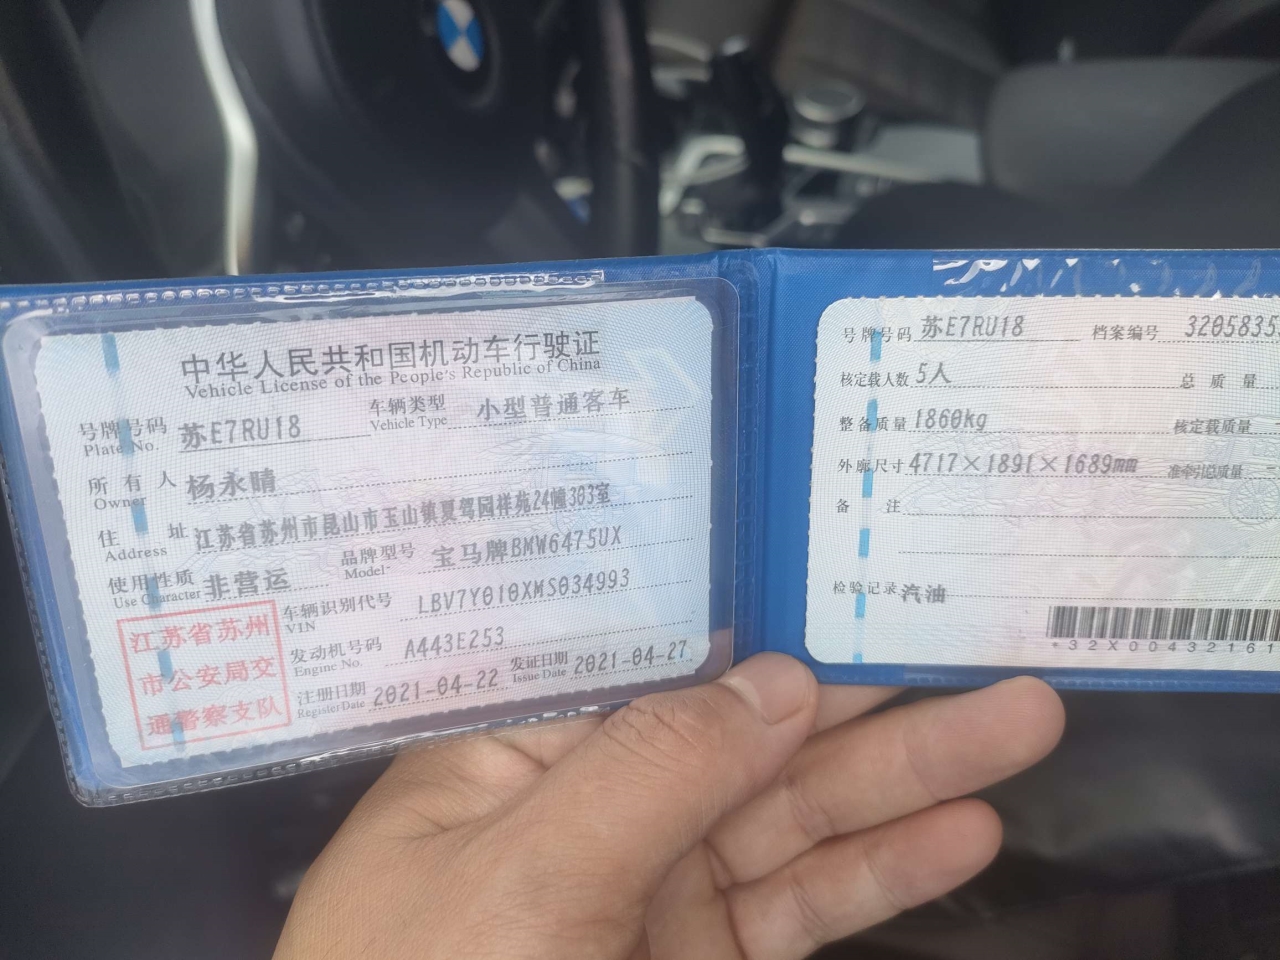 中华人民共和国机动车行驶证
Vehicle License of the People's Republic of China
号牌号码 苏E7RU18 车辆类型 小型普通客车
Plate No. Vehicle Type
所有人 杨永晴
Owner
住址 江苏省苏州市昆山市玉山镇夏驾园祥苑24幢303室
Address
使用性质 非营运 品牌型号 宝马牌BMW6475UX
Use Character Model
车辆识别代号 LBV7Y010XMS034993
VIN
发动机号码 A443E253
Engine No.
注册日期 2021-04-22 发证日期 2021-04-27
Register Date Issue Date
江苏省苏州
市公安局交
通警察支队
号牌号码 苏E7RU18 档案编号 3205835
核定载人数 5人 总质量
整备质量 1860kg 核定载质量
外廓尺寸 4717×1891×1689mm 准牵引总质量
备注
检验记录 汽油
*32X00432161